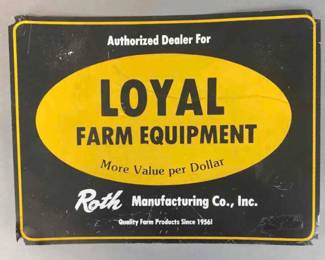 Authorized Dealer For
LOYAL
FARM EQUIPMENT
More Value per Dollar
Roth Manufacturing Co., Inc.
Quality Farm Products Since 1956!